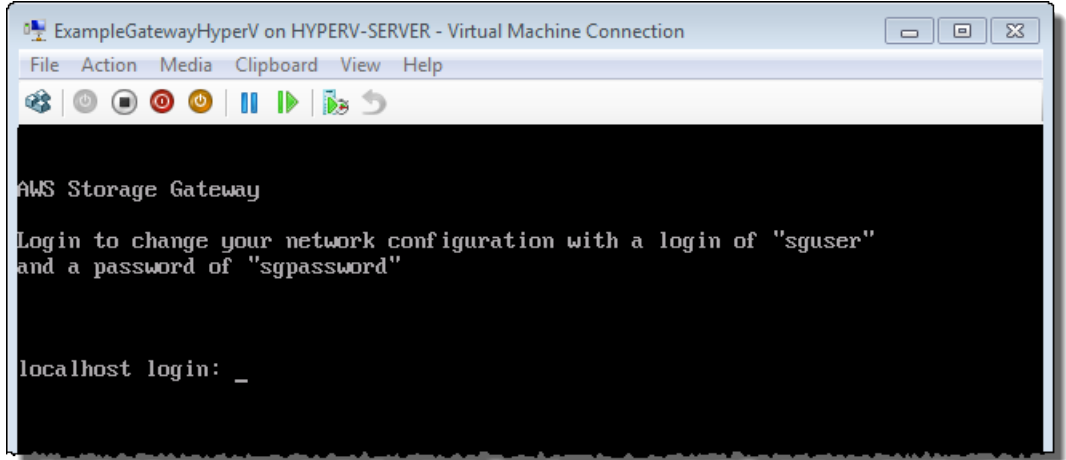 ExampleGatewayHyperV on HYPERV-SERVER - Virtual Machine Connection
File Action Media Clipboard View Help
AWS Storage Gateway
Login to change your network configuration with a login of "sguser"
and a password of "sgpassword"
localhost login: _